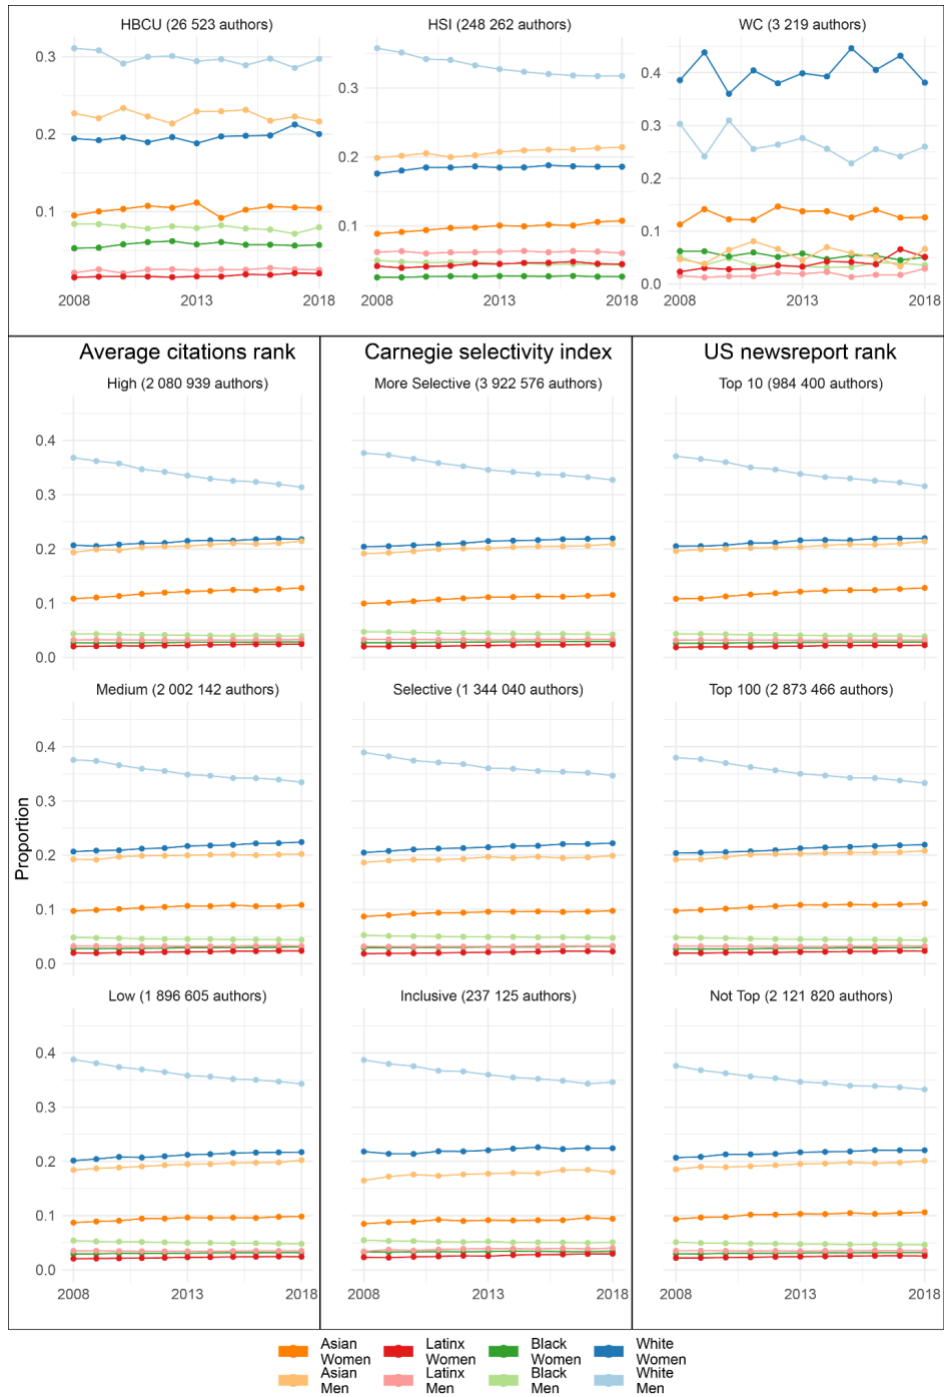 HBCU (26 523 authors) HSI (248 262 authors) WC (3 219 authors)
0.3 0.3 0.4
0.2 0.2 0.3
0.1 0.1 0.2
0.1
0.0
2008 2013 2018 2008 2013 2018 2008 2013 2018
Average citations rank Carnegie selectivity index US newsreport rank
High (2 080 939 authors) More Selective (3 922 576 authors) Top 10 (984 400 authors)
0.4
0.3
0.2
0.1
0.0
Medium (2 002 142 authors) Selective (1 344 040 authors) Top 100 (2 873 466 authors)
0.4
0.3
Proportion
0.2
0.1
0.0
Low (1 896 605 authors) Inclusive (237 125 authors) Not Top (2 121 820 authors)
0.4
0.3
0.2
0.1
0.0
2008 2013 2018 2008 2013 2018 2008 2013 2018
Asian Women Latinx Women Black Women White Women
Asian Men Latinx Men Black Men White Men